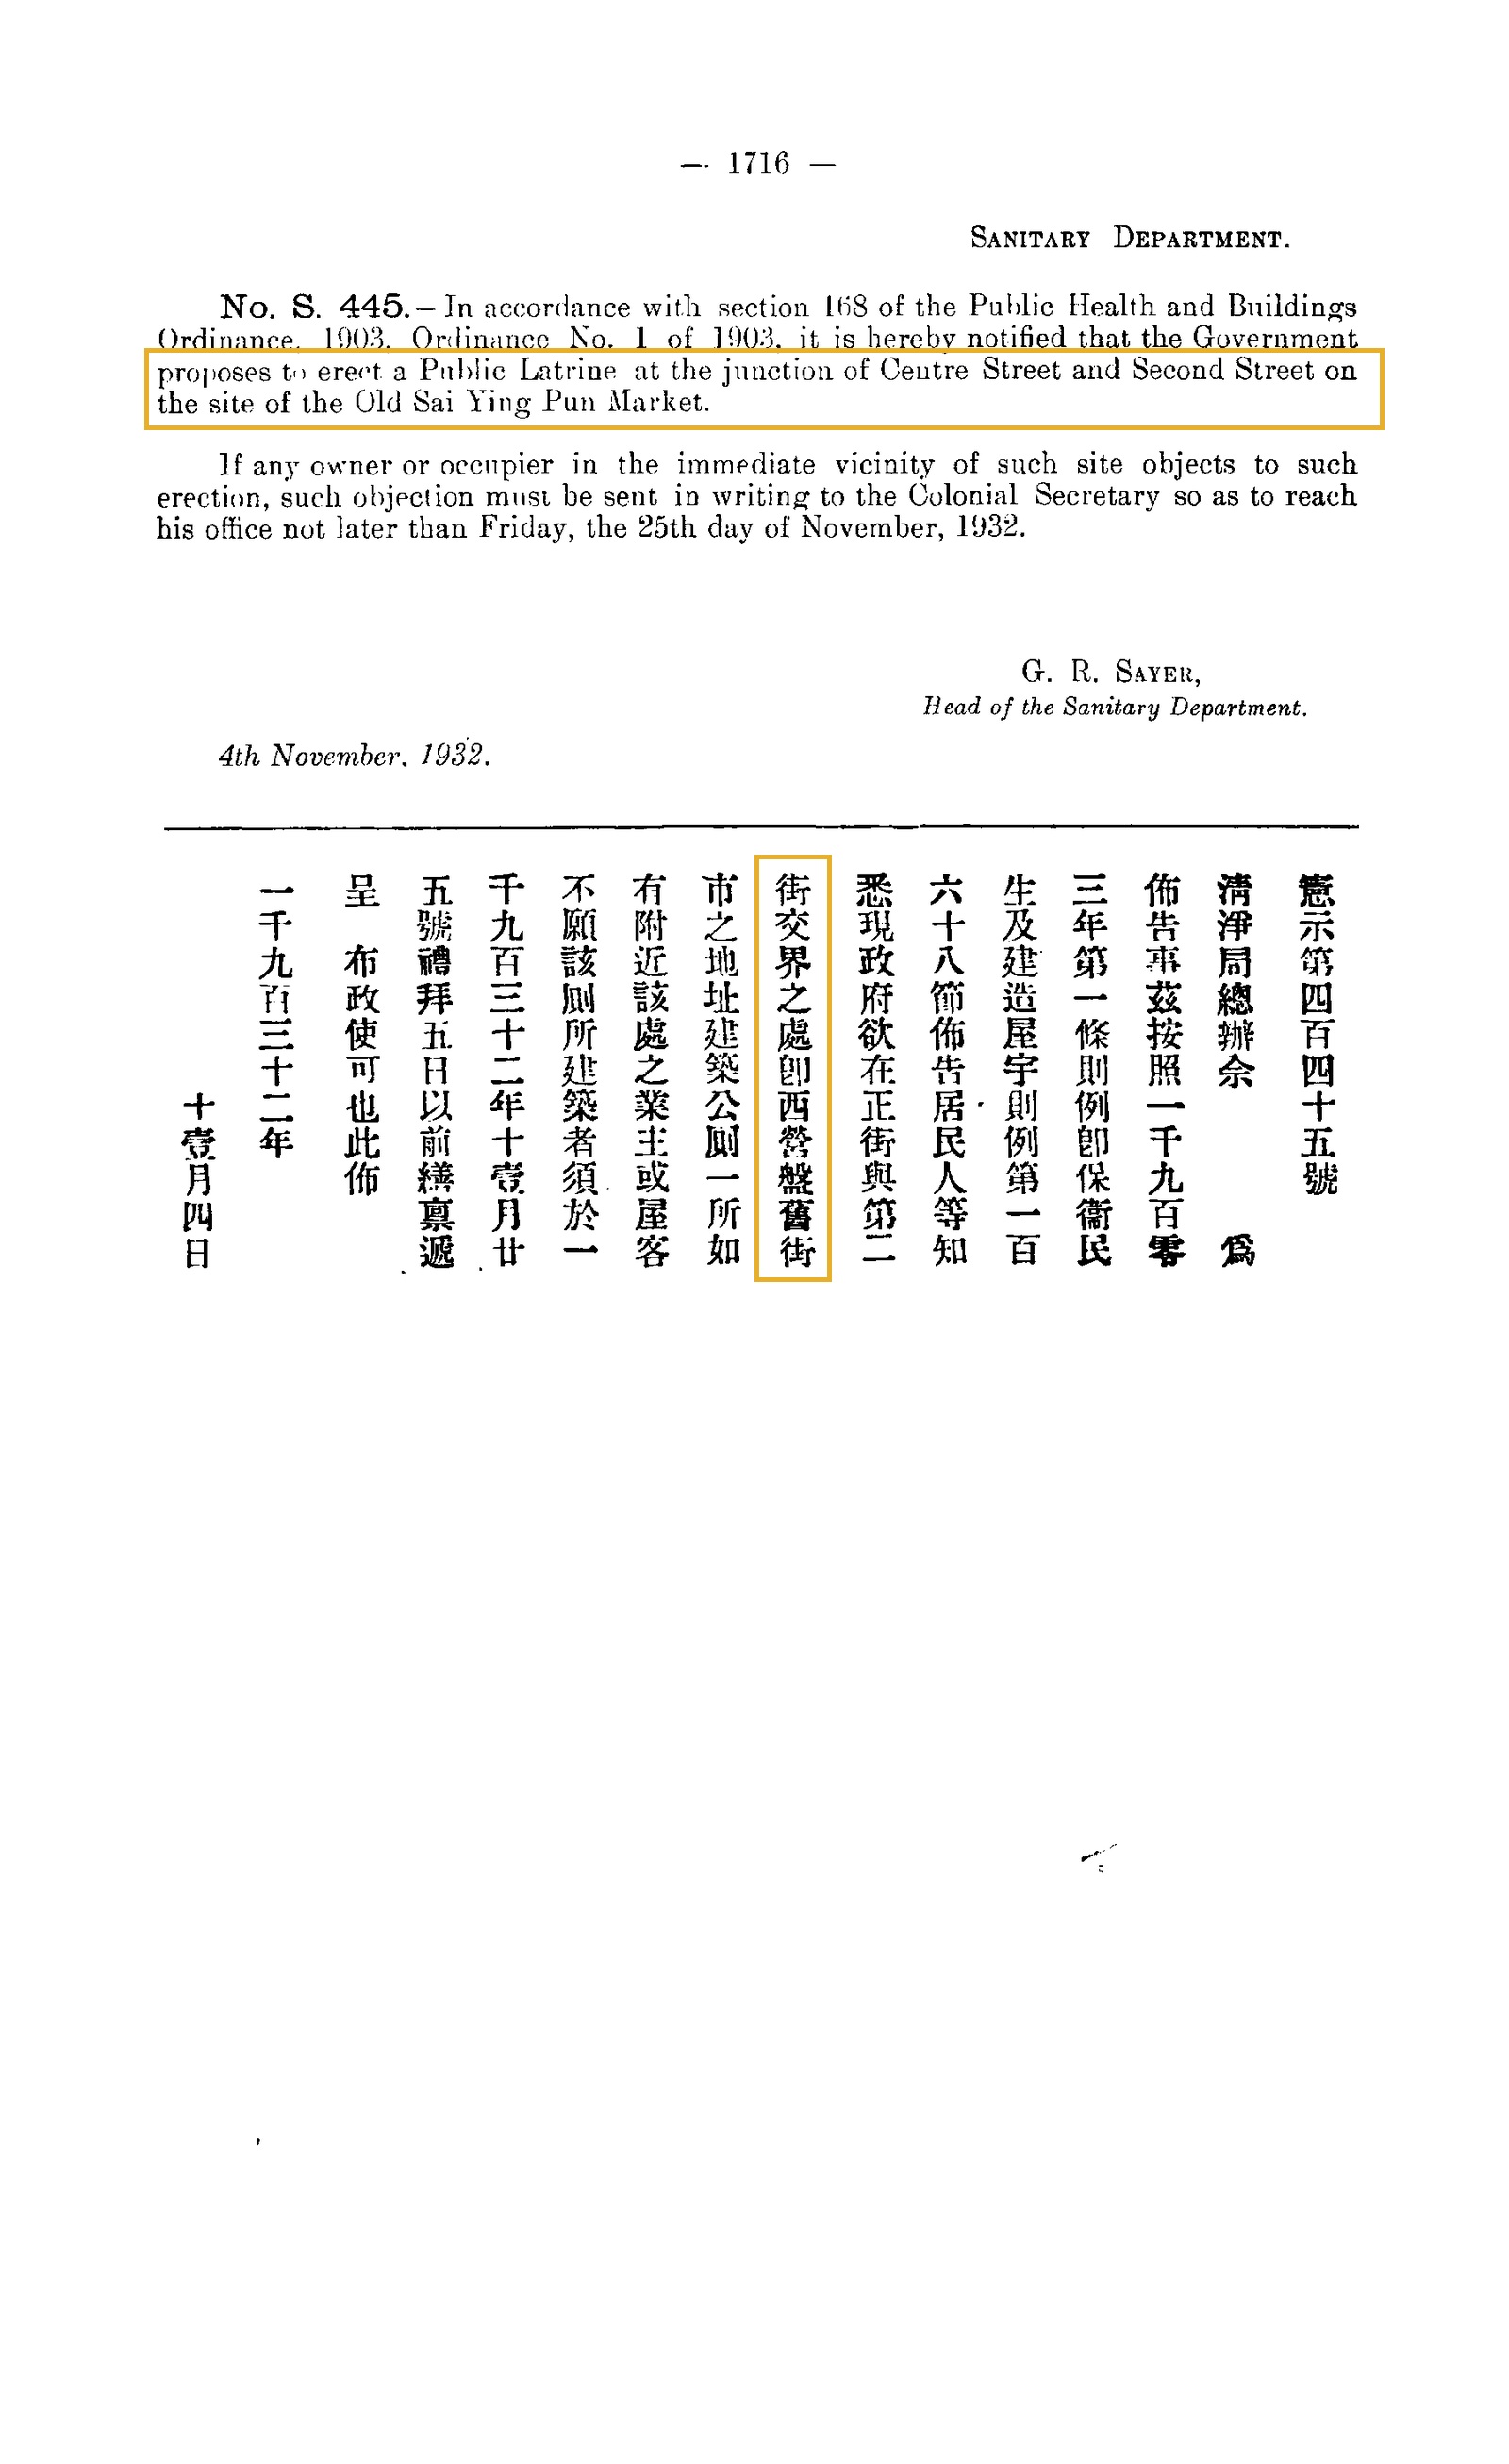 — 1716 —
SANITARY DEPARTMENT.
No. S. 445.—In accordance with section 168 of the Public Health and Buildings
Ordinance, 1903, Ordinance No. 1 of 1903, it is hereby notified that the Government
proposes to erect a Public Latrine at the junction of Centre Street and Second Street on
the site of the Old Sai Ying Pun Market.
If any owner or occupier in the immediate vicinity of such site objects to such
erection, such objection must be sent in writing to the Colonial Secretary so as to reach
his office not later than Friday, the 25th day of November, 1932.
G. R. SAYER,
Head of the Sanitary Department.
4th November, 1932.
憲示第四百四十五號
清淨局總辦佘 爲
佈告事茲按照一千九百零
三年第一條則例卽保衞民
生及建造屋宇則例第一百
六十八節佈告居民人等知
悉現政府欲在正街與第二
街交界之處卽西營盤舊街
市之地址建築公厠一所如
有附近該處之業主或屋客
不願該厠所建築者須於一
千九百三十二年十壹月廿
五號禮拜五日以前繕稟遞
呈 布政使可也此佈
一千九百三十二年
十壹月四日